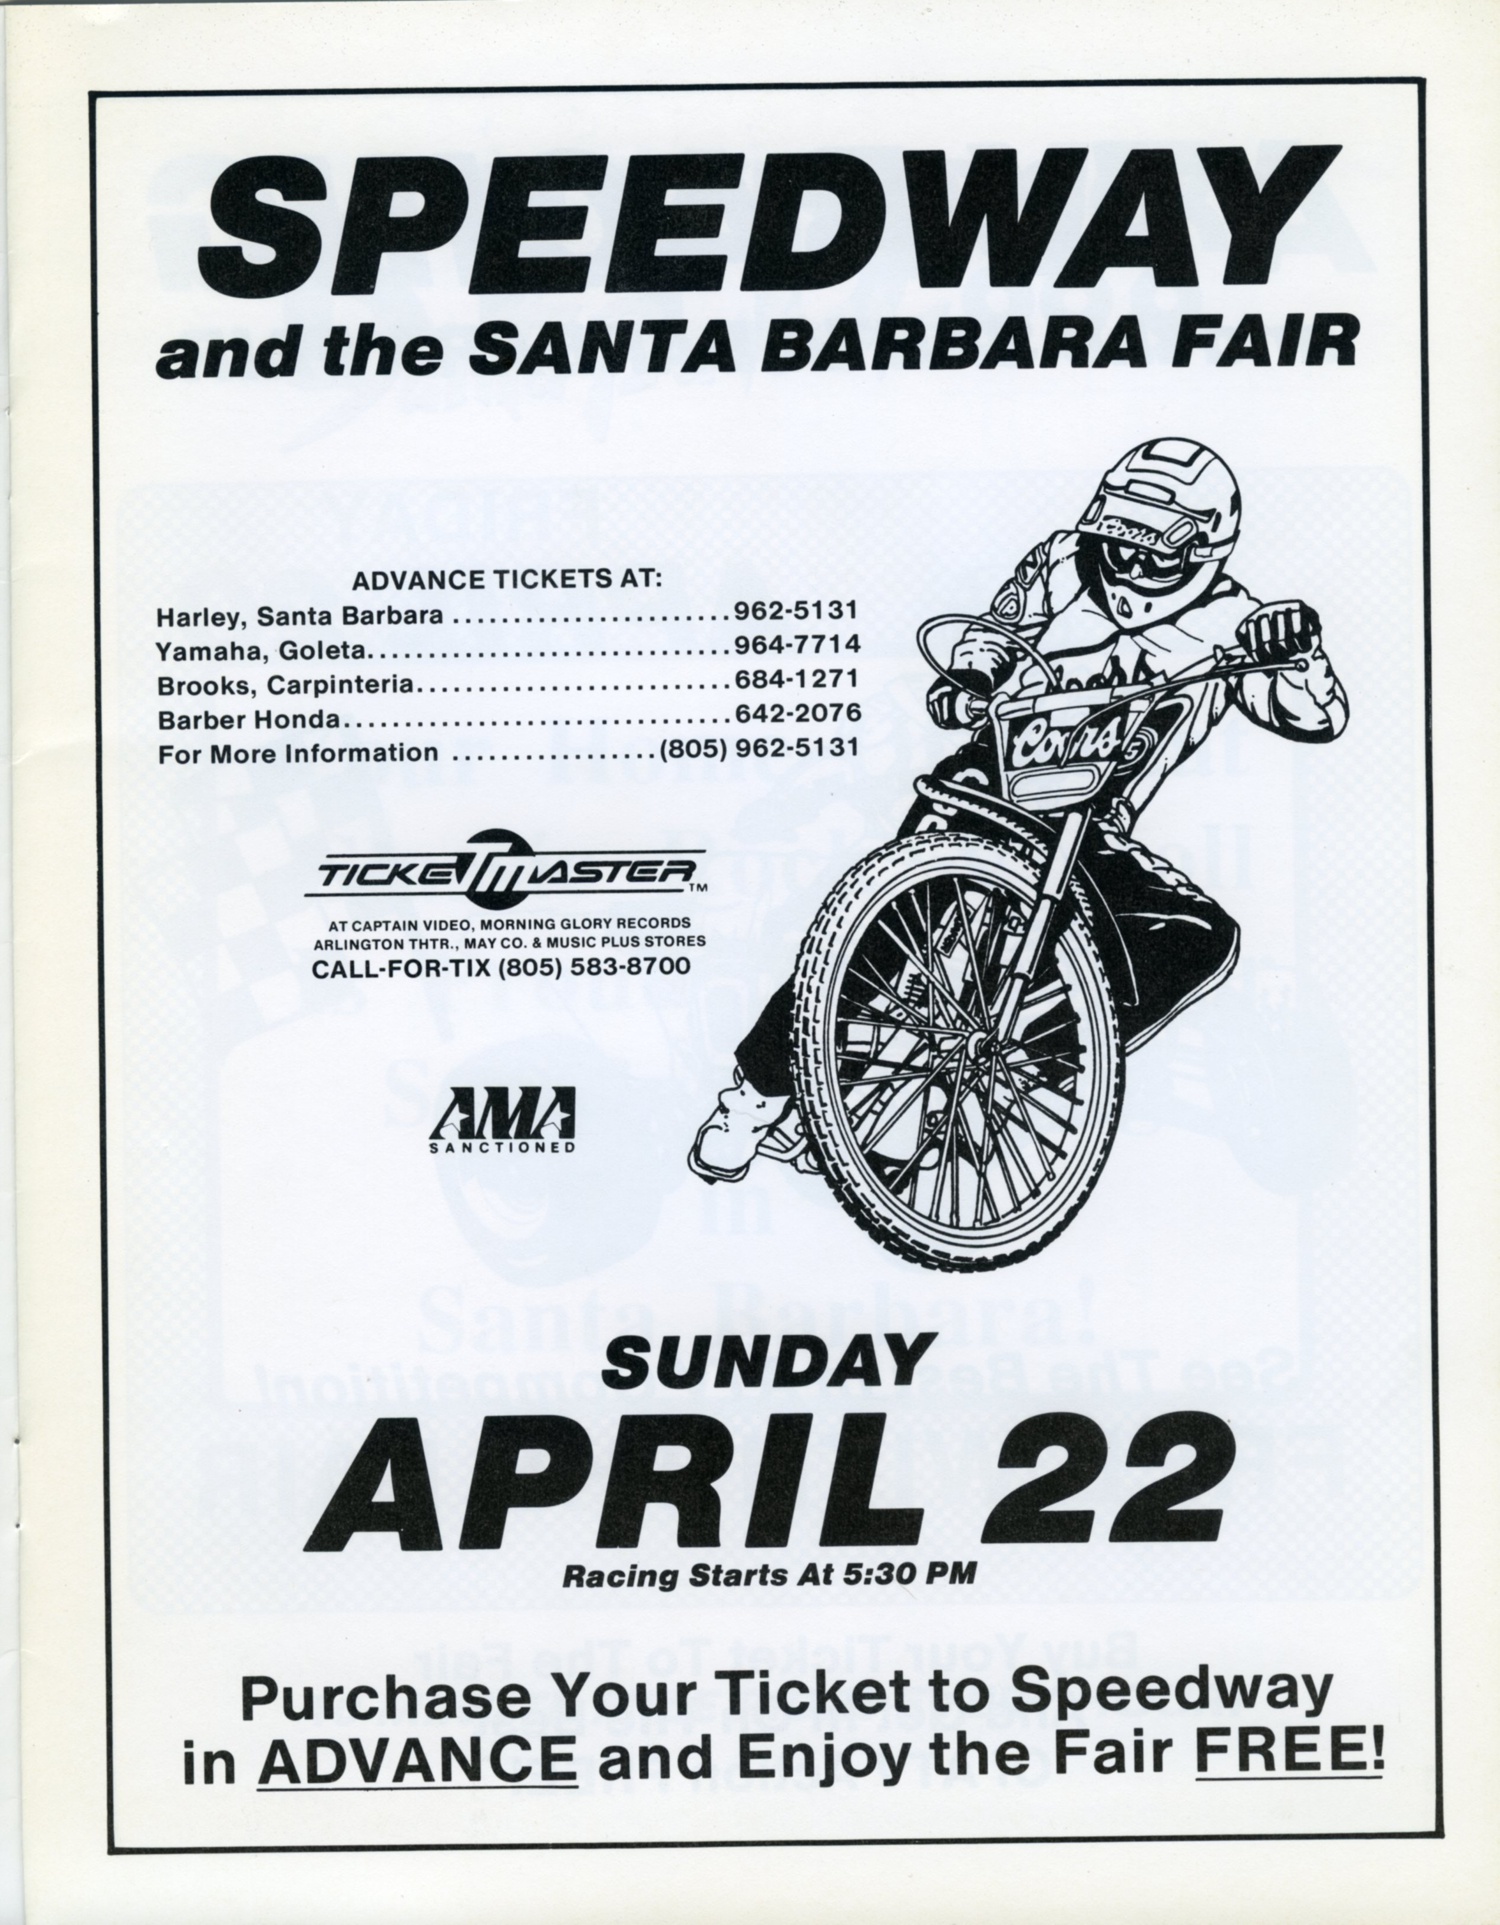 SPEEDWAY
and the SANTA BARBARA FAIR
ADVANCE TICKETS AT:
Harley, Santa Barbara .......................962-5131
Yamaha, Goleta..............................964-7714
Brooks, Carpinteria..........................684-1271
Barber Honda................................642-2076
For More Information .................(805) 962-5131
TICKETMASTER TM
AT CAPTAIN VIDEO, MORNING GLORY RECORDS
ARLINGTON THTR., MAY CO. & MUSIC PLUS STORES
CALL-FOR-TIX (805) 583-8700
AMA
SANCTIONED
Coors
Coors
SUNDAY
APRIL 22
Racing Starts At 5:30 PM
Purchase Your Ticket to Speedway
in ADVANCE and Enjoy the Fair FREE!